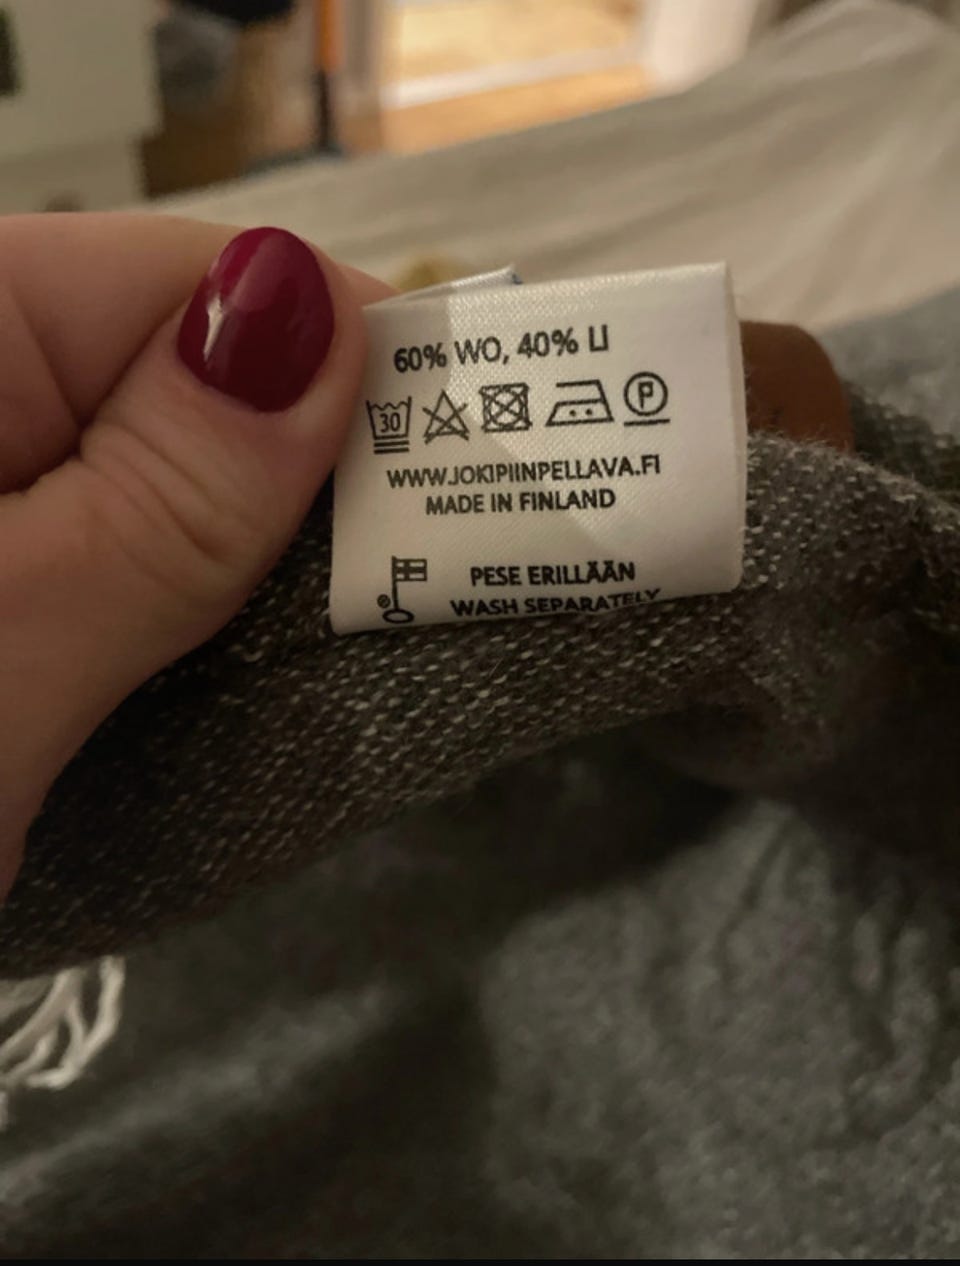 60% WO, 40% LI
30 P
WWW.JOKIPIINPELLAVA.FI
MADE IN FINLAND
PESE ERILLÄÄN
WASH SEPARATELY